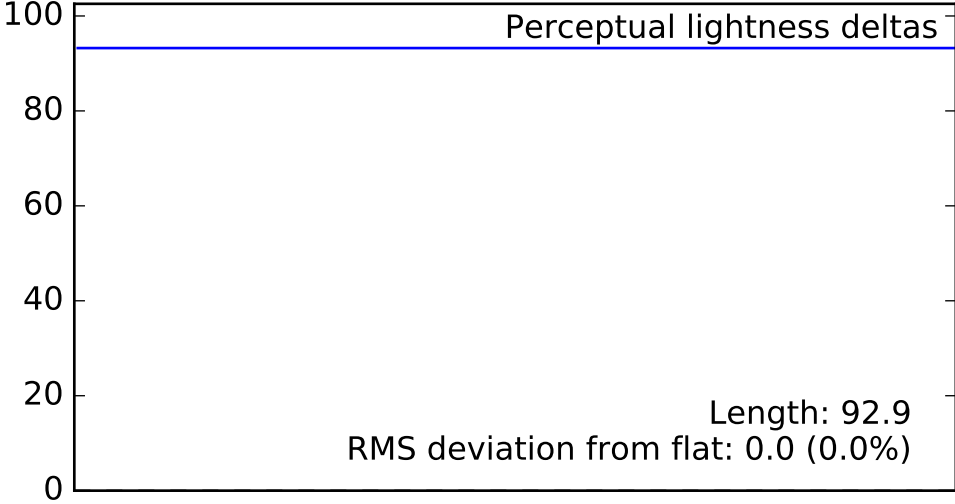 100
Perceptual lightness deltas
80
60
40
20
Length: 92.9
RMS deviation from flat: 0.0 (0.0%)
0